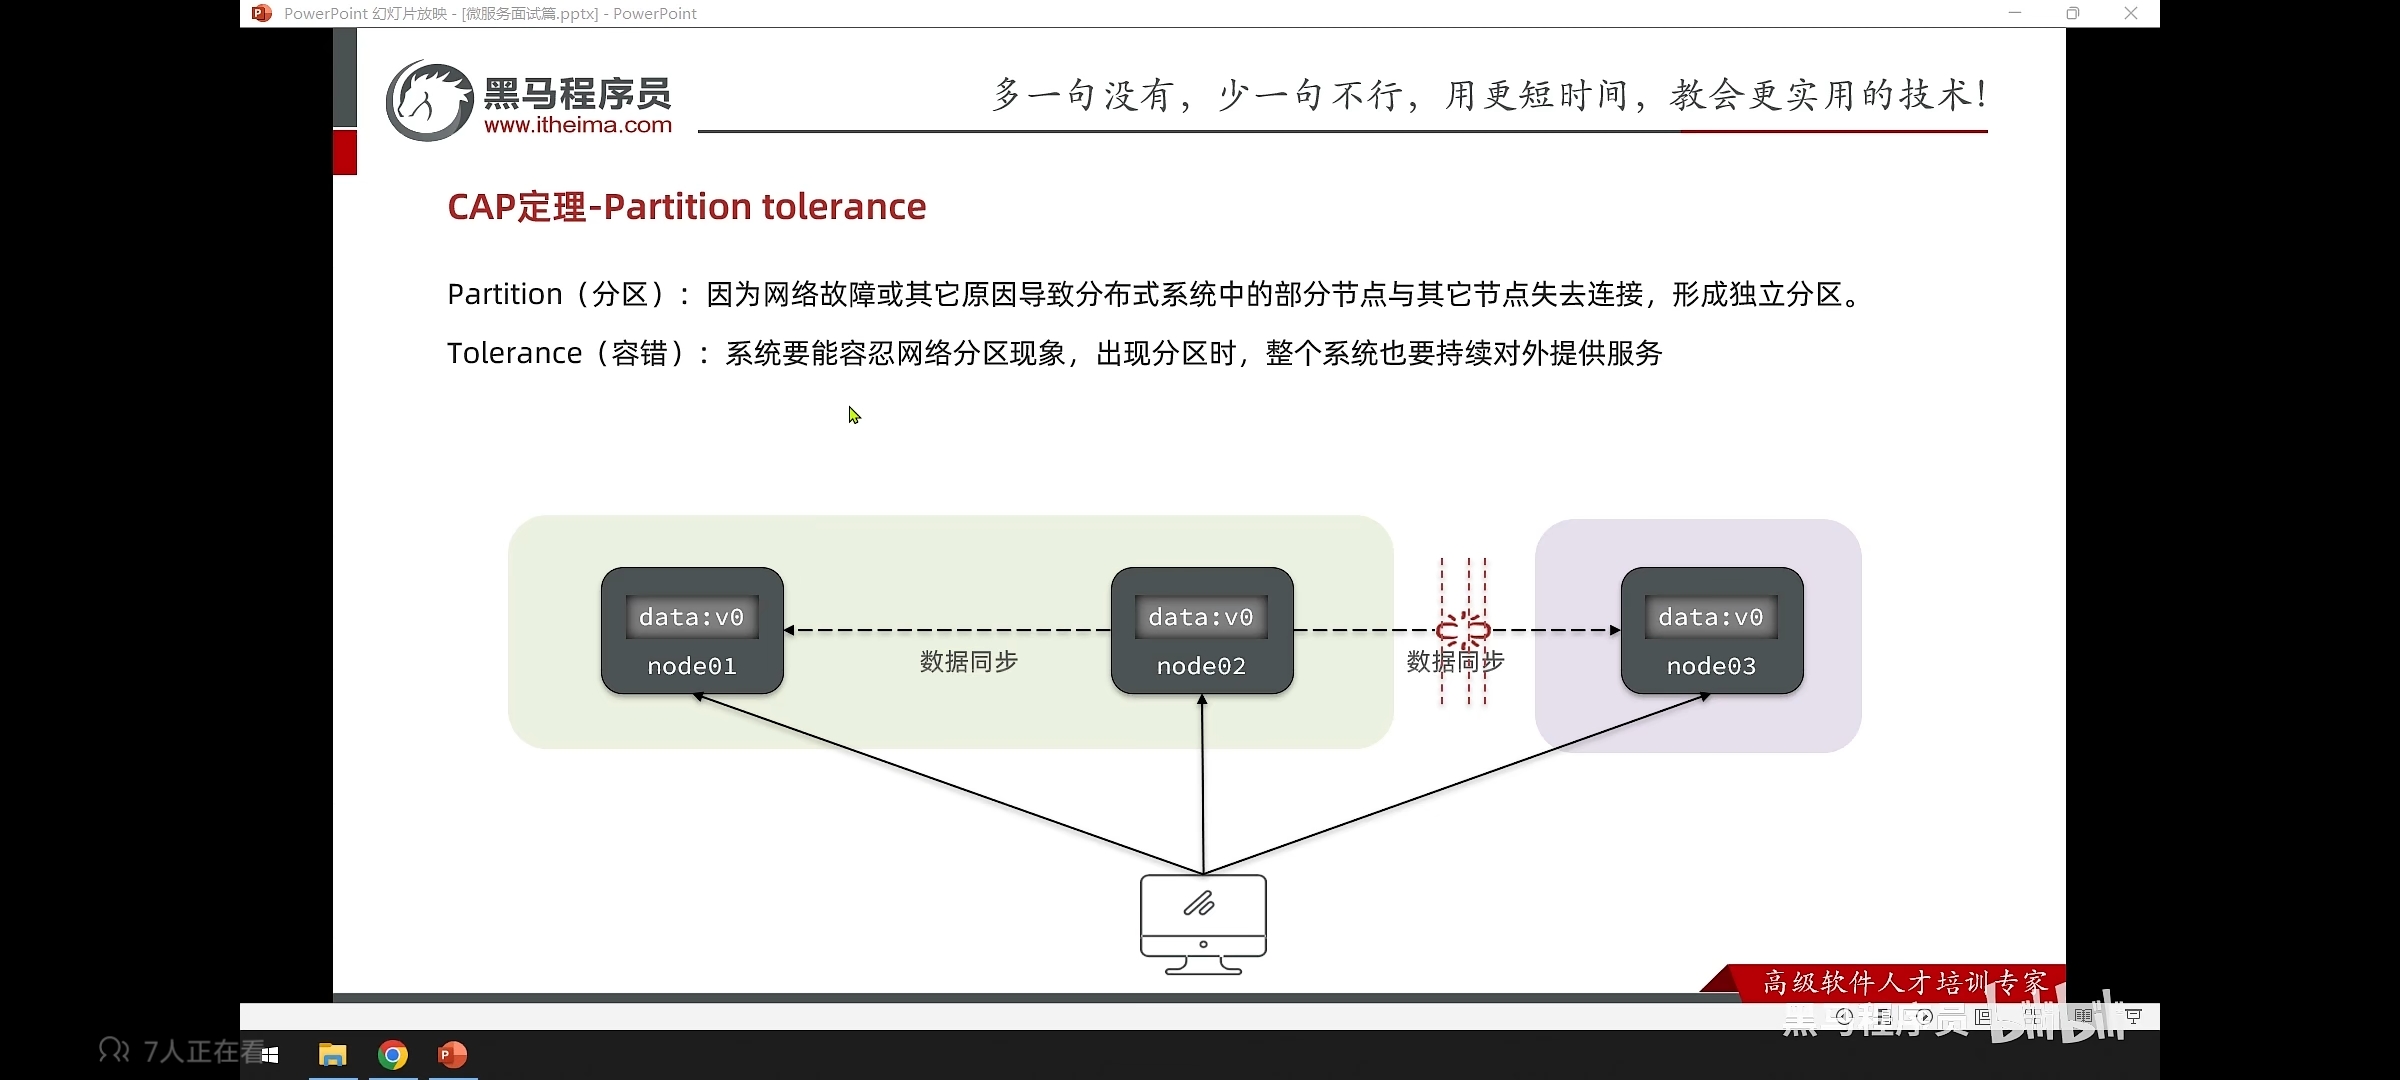 PowerPoint 幻灯片放映 - [微服务面试篇.pptx] - PowerPoint
黑马程序员
www.itheima.com
多一句没有，少一句不行，用更短时间，教会更实用的技术！
CAP定理-Partition tolerance
Partition（分区）：因为网络故障或其它原因导致分布式系统中的部分节点与其它节点失去连接，形成独立分区。
Tolerance（容错）：系统要能容忍网络分区现象，出现分区时，整个系统也要持续对外提供服务
data:v0
node01
数据同步
data:v0
node02
数据同步
data:v0
node03
高级软件人才培训专家
黑马程序员 bilibili
7人正在看